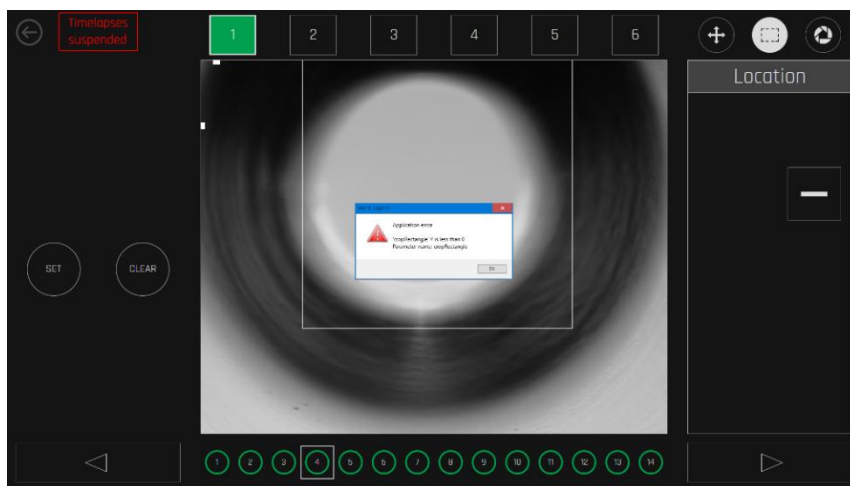 Timelapses
suspended
1 2 3 4 5 6
Location
Application error
cropRectangle: Y is less than 0
Parameter name: cropRectangle
SET CLEAR
1 2 3 4 5 6 7 8 9 10 11 12 13 14